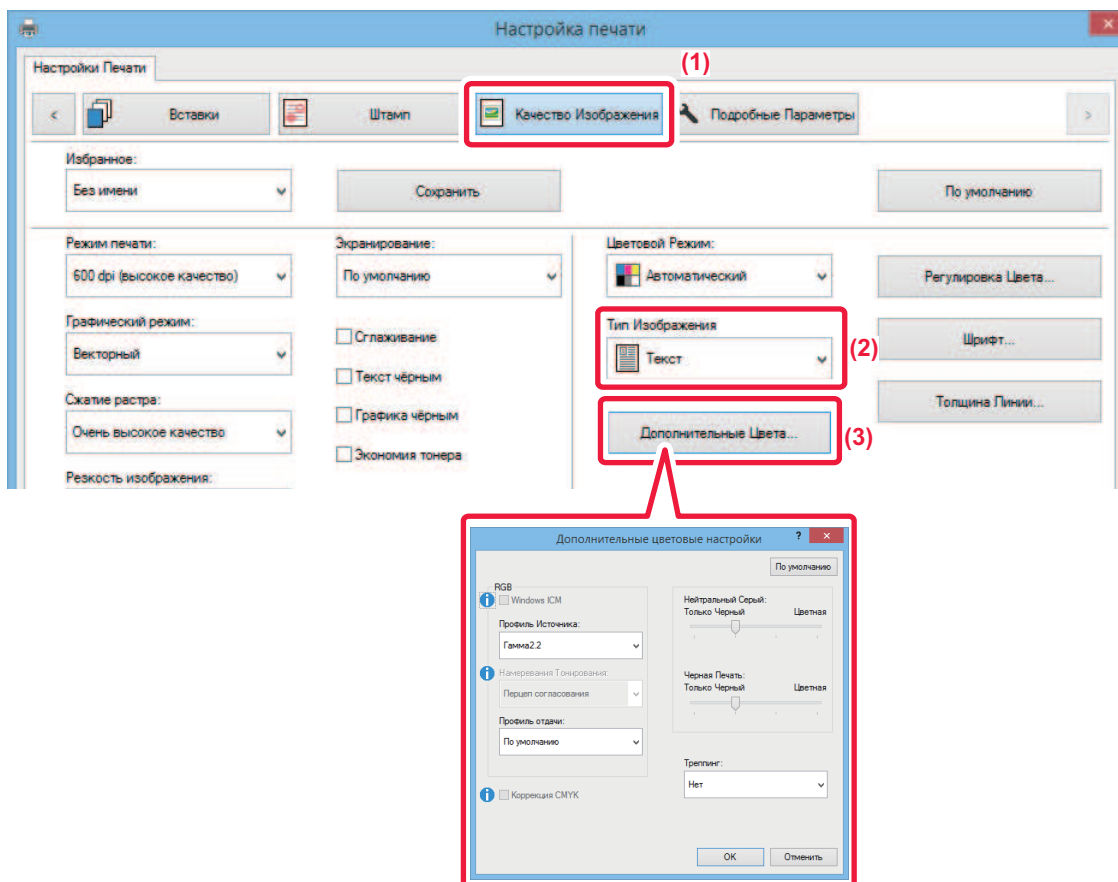 Настройка печати
Настройки Печати
(1)
Вставки
Штамп
Качество Изображения
Подробные Параметры
Избранное:
Без имени
Сохранить
По умолчанию
Режим печати:
600 dpi (высокое качество)
Экранирование:
По умолчанию
Цветовой Режим:
Автоматический
Регулировка Цвета...
Графический режим:
Векторный
Сглаживание
Текст чёрным
Тип Изображения
Текст
(2)
Шрифт...
Сжатие растра:
Очень высокое качество
Графика чёрным
Экономия тонера
Дополнительные Цвета...
(3)
Толщина Линии...
Резкость изображения:
Дополнительные цветовые настройки
?
По умолчанию
RGB
Windows ICM
Профиль Источника:
Гамма2.2
Намеревания Тонирования:
Перцеп согласования
Профиль отдачи:
По умолчанию
Коррекция CMYK
Нейтральный Серый:
Только Черный Цветная
Черная Печать:
Только Черный Цветная
Треппинг:
Нет
OK
Отменить